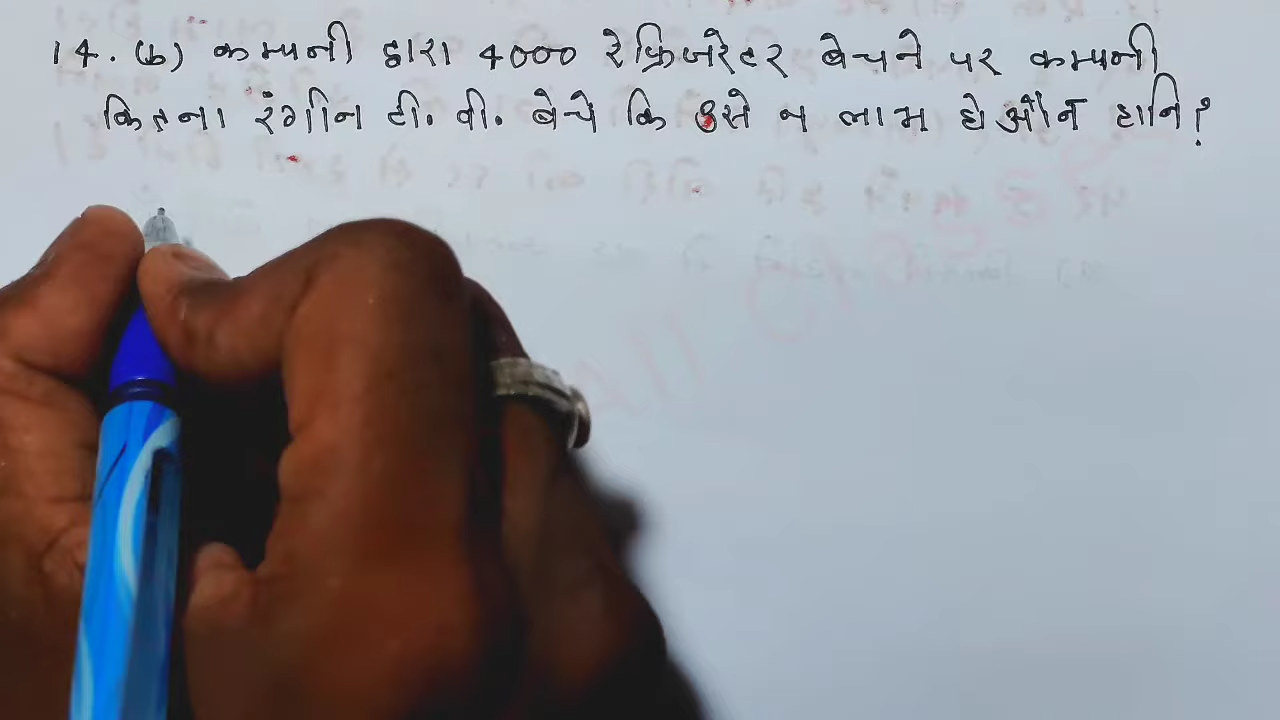 14. (b) कम्पनी द्वारा 4000 रेफ्रिजरेटर बेचने पर कम्पनी
कितना रंगीन टी. वी. बेचे कि उसे न लाभ हो और न हानि?